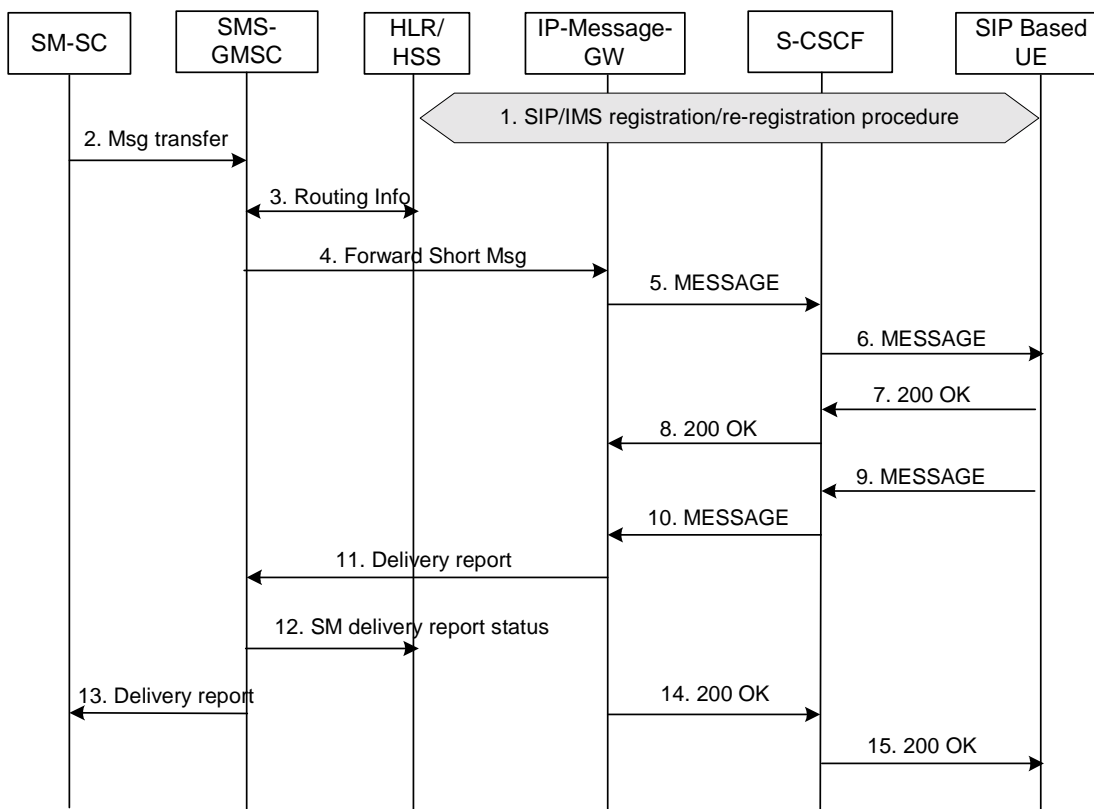 SM-SC
SMS-
GMSC
HLR/
HSS
IP-Message-
GW
S-CSCF
SIP Based
UE
1. SIP/IMS registration/re-registration procedure
2. Msg transfer
3. Routing Info
4. Forward Short Msg
5. MESSAGE
6. MESSAGE
7. 200 OK
8. 200 OK
9. MESSAGE
10. MESSAGE
11. Delivery report
12. SM delivery report status
13. Delivery report
14. 200 OK
15. 200 OK